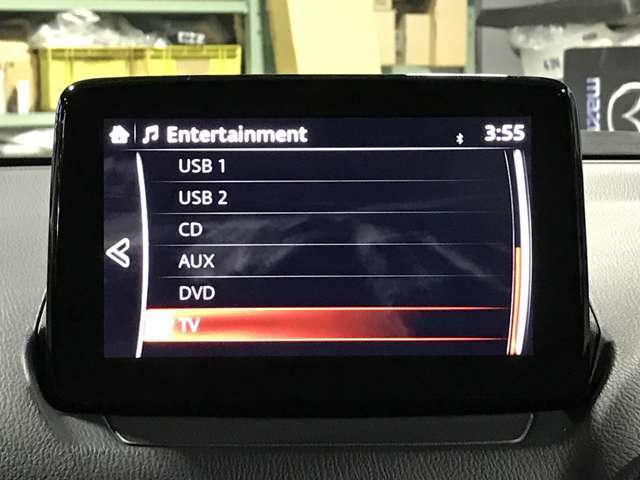 Entertainment 3:55
USB 1
USB 2
CD
AUX
DVD
TV